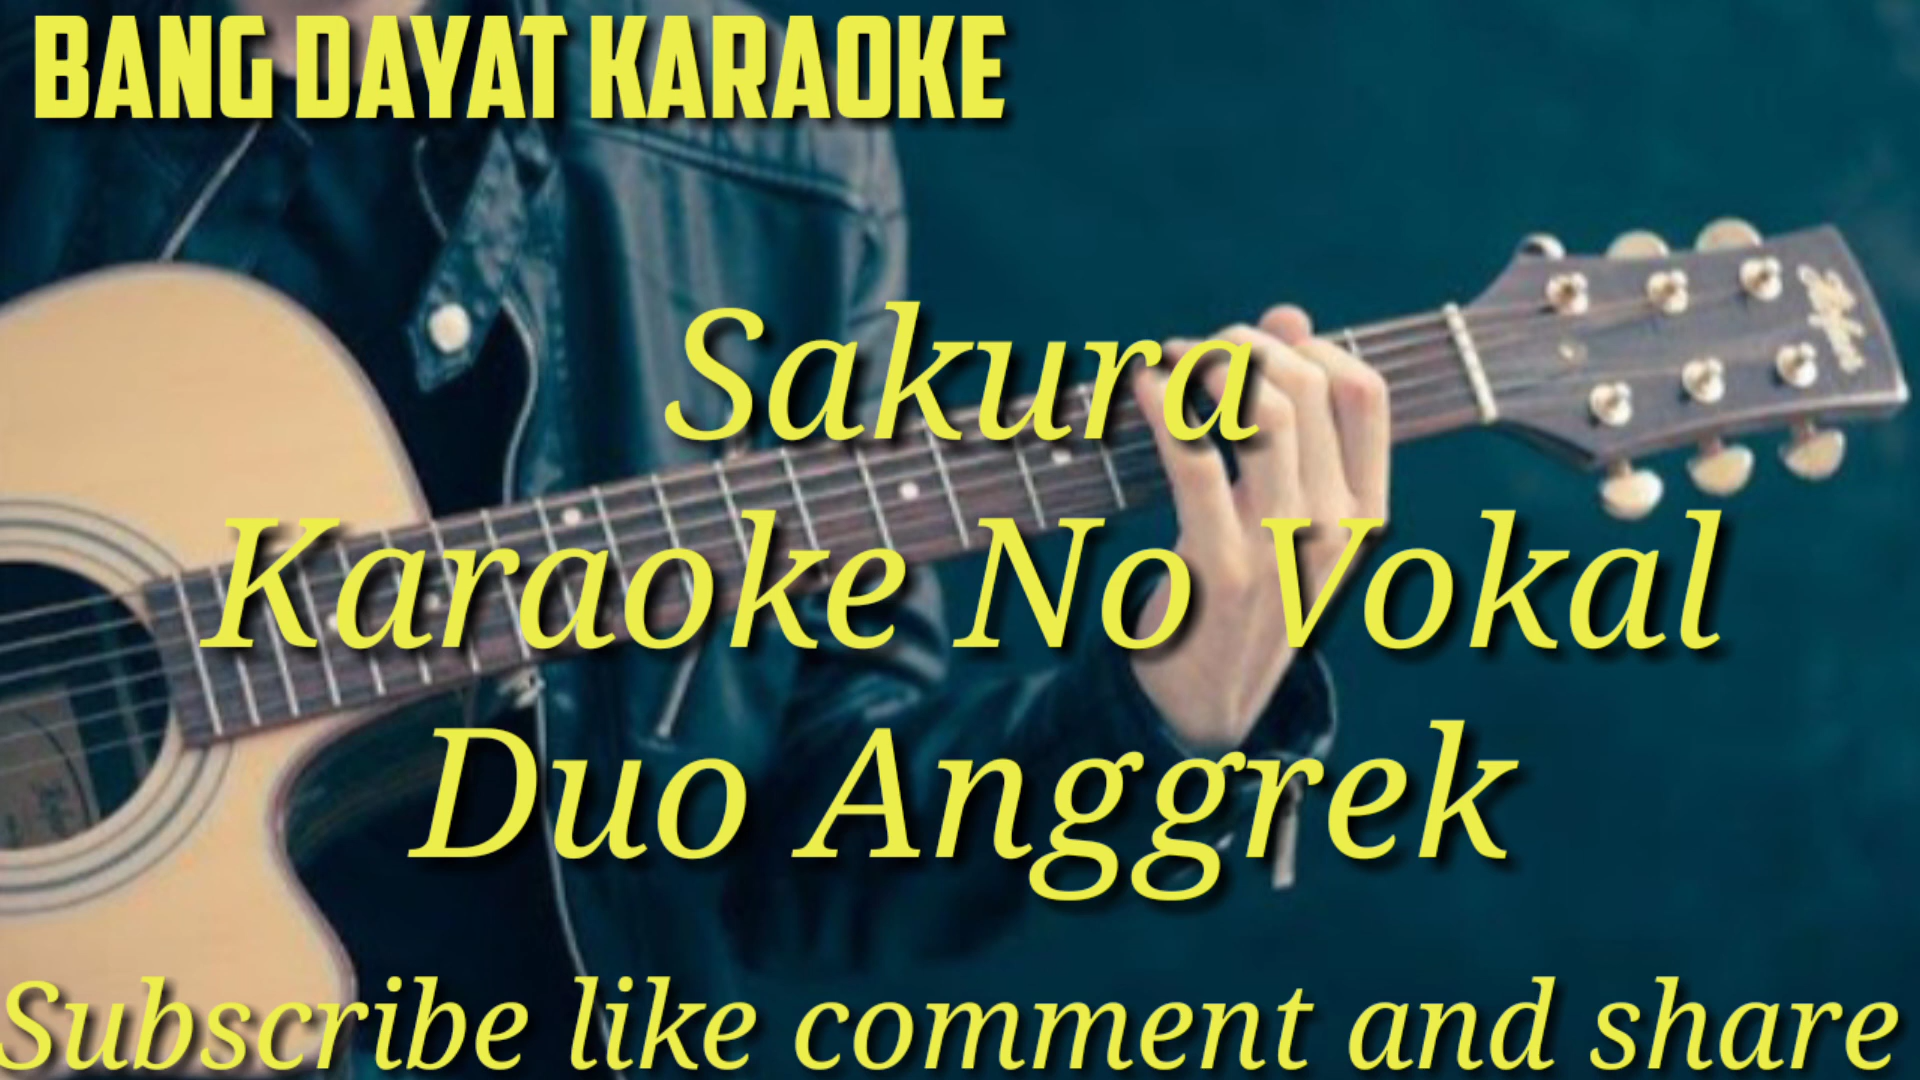 BANG DAYAT KARAOKE
Sakura
Karaoke No Vokal
Duo Anggrek
Subscribe like comment and share